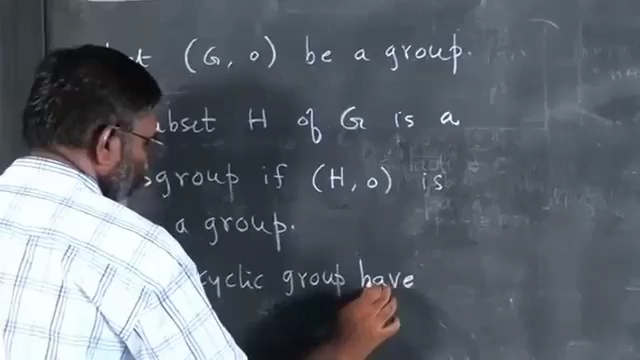 (G, o) be a group.
subset H of G is a
group if (H, o) is
a group.
cyclic group have